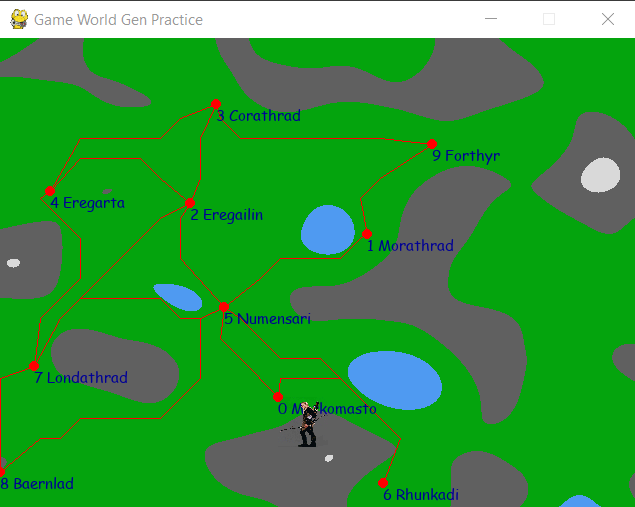 Game World Gen Practice
3 Corathrad
9 Forthyr
4 Eregarta
2 Eregailin
1 Morathrad
5 Numensari
7 Londathrad
8 Baernlad
6 Rhunkadi